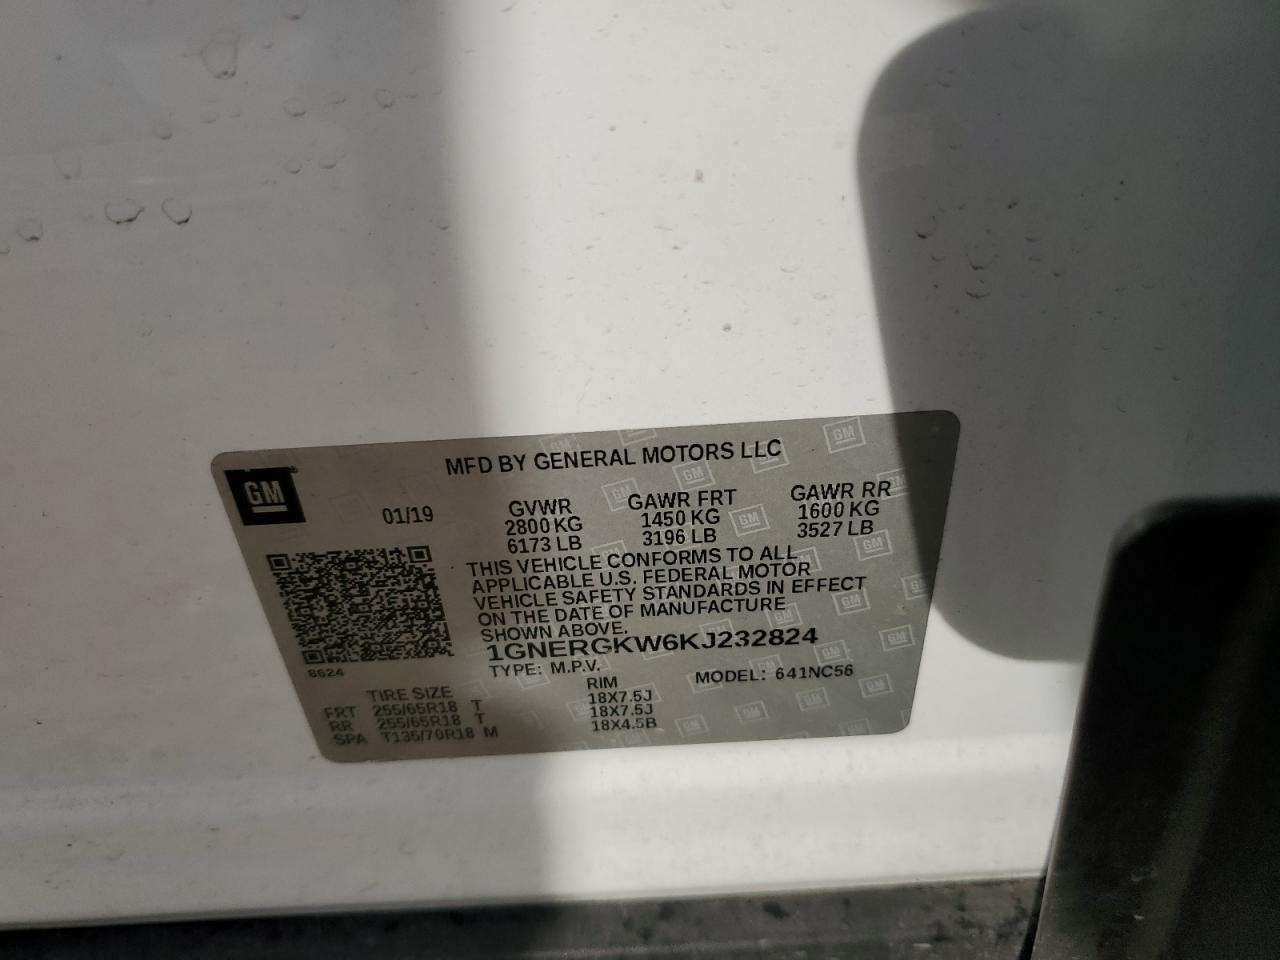 MFD BY GENERAL MOTORS LLC
GM
01/19
GVWR GAWR FRT GAWR RR
2800 KG 1450 KG 1600 KG
6173 LB 3196 LB 3527 LB
THIS VEHICLE CONFORMS TO ALL
APPLICABLE U.S. FEDERAL MOTOR
VEHICLE SAFETY STANDARDS IN EFFECT
ON THE DATE OF MANUFACTURE
SHOWN ABOVE.
1GNERGKW6KJ232824
8624
TYPE: M.P.V. MODEL: 641NC56
TIRE SIZE RIM
FRT 255/65R18 T 18X7.5J
RR 255/65R18 T 18X7.5J
SPA T135/70R18 M 18X4.5B